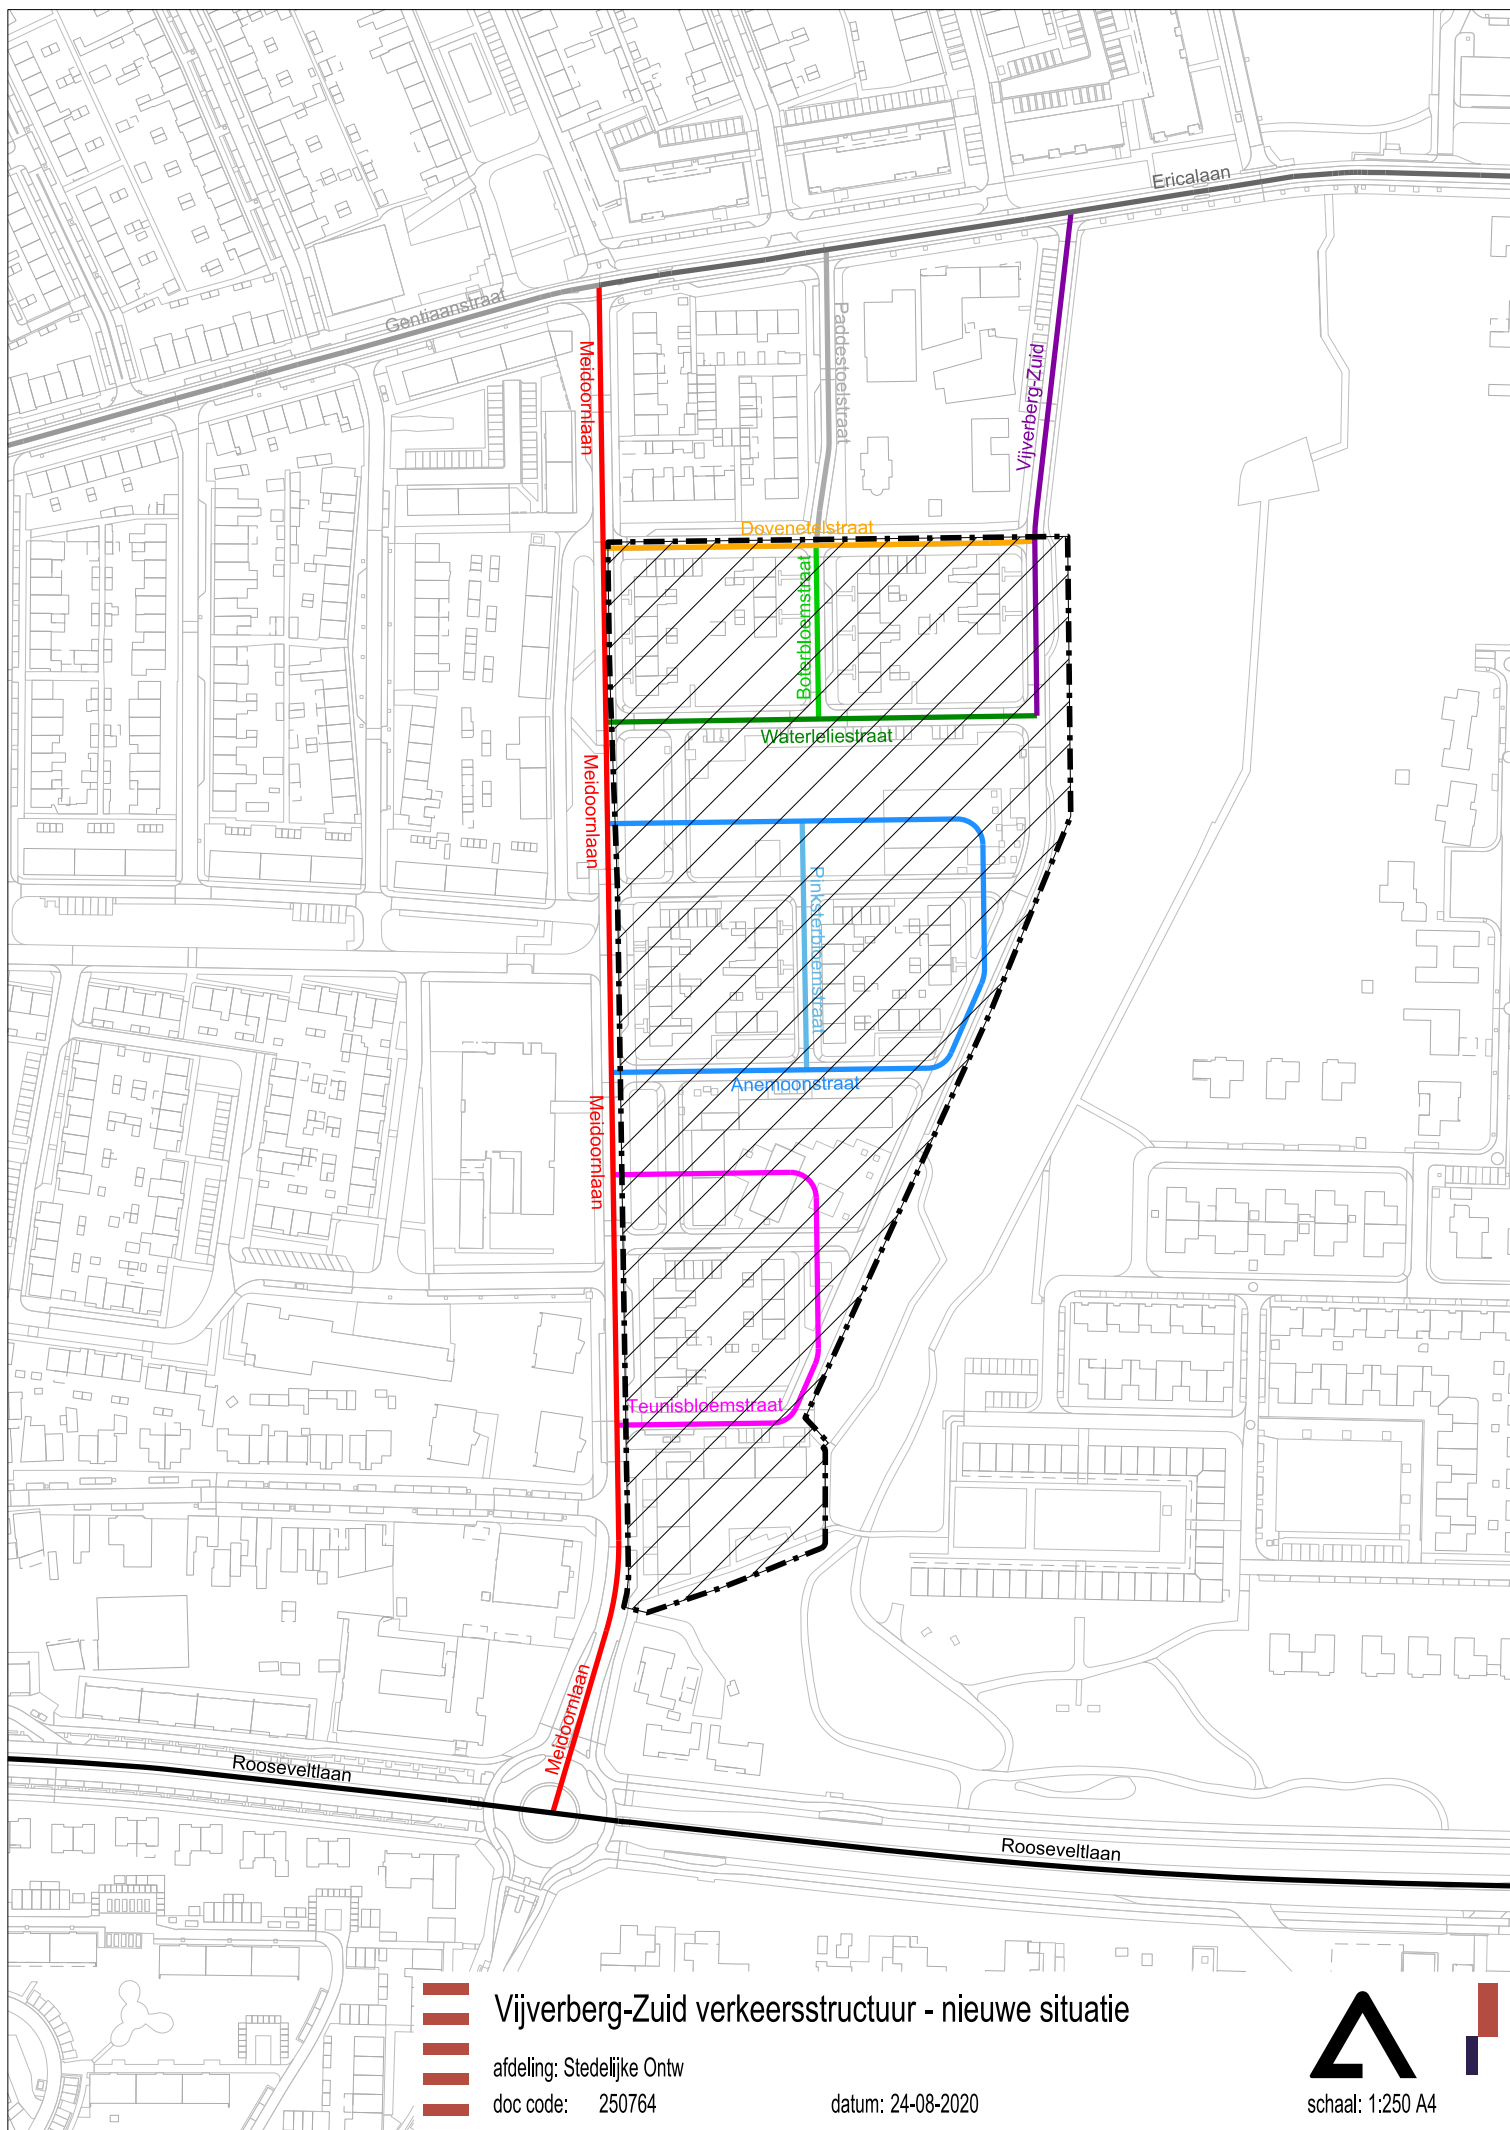 Ericalaan
Gentiaanstraat
Meidoornlaan
Paddestoelstraat
Vijverberg-Zuid
Dovenetelstraat
Boterbloemstraat
Waterleliestraat
Meidoornlaan
Pinksterbloemstraat
Anemoonstraat
Meidoornlaan
Teunisbloemstraat
Meidoornlaan
Rooseveltlaan
Rooseveltlaan
Vijverberg-Zuid verkeersstructuur - nieuwe situatie
afdeling: Stedelijke Ontw
doc code: 250764 datum: 24-08-2020 schaal: 1:250 A4